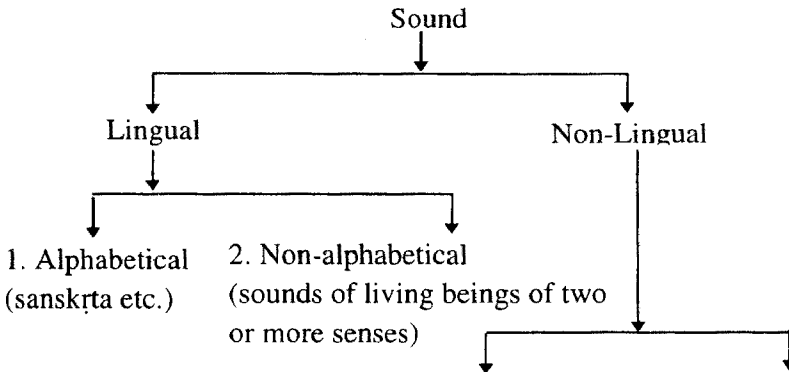 Sound
Lingual
Non-Lingual
1. Alphabetical
(sanskṛta etc.)
2. Non-alphabetical
(sounds of living beings of two
or more senses)